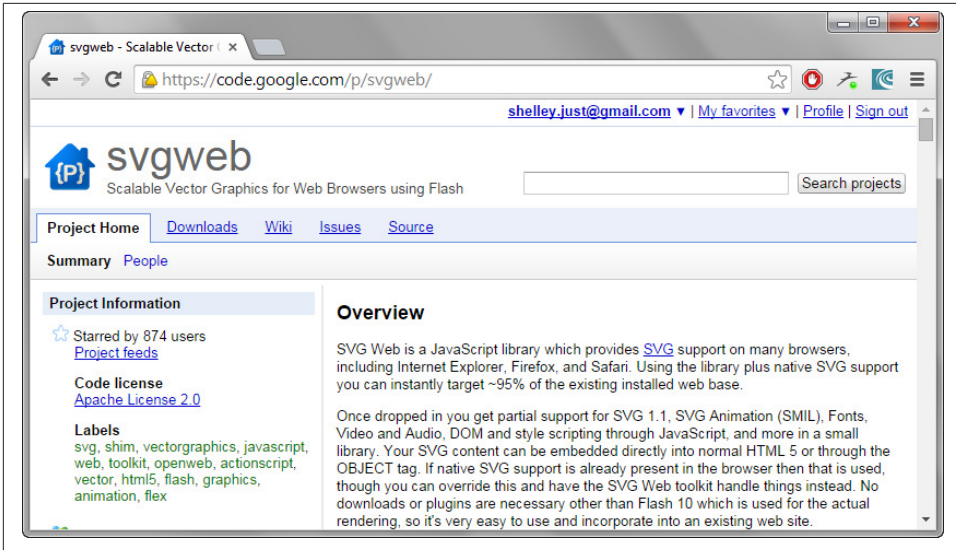 svgweb - Scalable Vector
https://code.google.com/p/svgweb/
shelley.just@gmail.com ▼ | My favorites ▼ | Profile | Sign out
{P}
svgweb
Scalable Vector Graphics for Web Browsers using Flash
Search projects
Project Home Downloads Wiki Issues Source
Summary People
Project Information
Starred by 874 users
Project feeds
Code license
Apache License 2.0
Labels
svg, shim, vectorgraphics, javascript,
web, toolkit, openweb, actionscript,
vector, html5, flash, graphics,
animation, flex
Overview
SVG Web is a JavaScript library which provides SVG support on many browsers,
including Internet Explorer, Firefox, and Safari. Using the library plus native SVG support
you can instantly target ~95% of the existing installed web base.
Once dropped in you get partial support for SVG 1.1, SVG Animation (SMIL), Fonts,
Video and Audio, DOM and style scripting through JavaScript, and more in a small
library. Your SVG content can be embedded directly into normal HTML 5 or through the
OBJECT tag. If native SVG support is already present in the browser then that is used,
though you can override this and have the SVG Web toolkit handle things instead. No
downloads or plugins are necessary other than Flash 10 which is used for the actual
rendering, so it's very easy to use and incorporate into an existing web site.